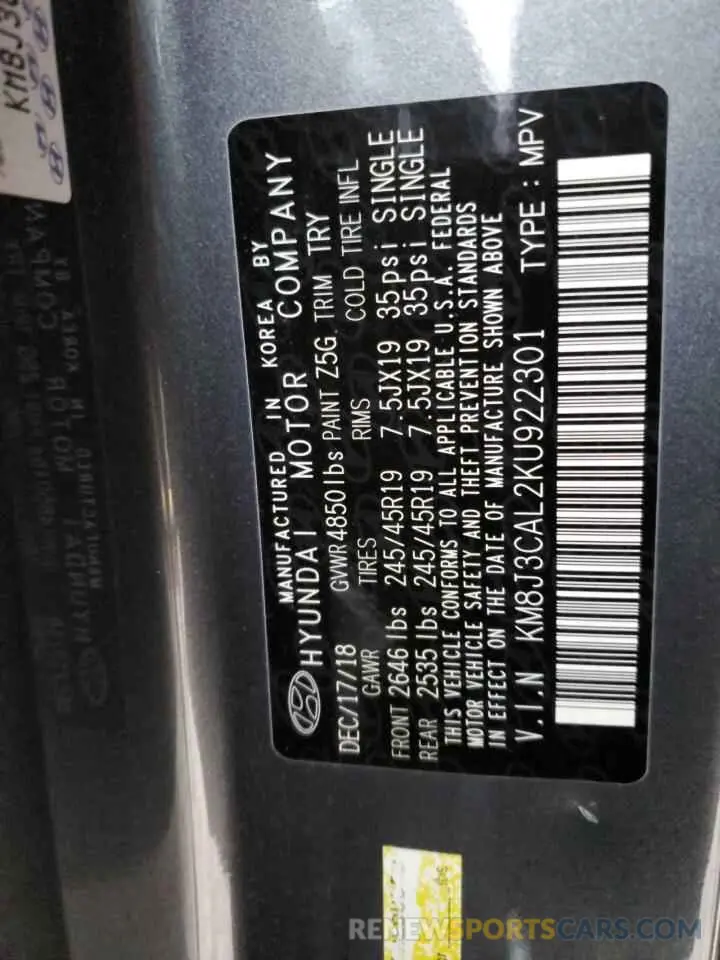 MANUFACTURED IN KOREA BY
HYUNDAI MOTOR COMPANY
DEC/17/18 GVWR 4850lbs PAINT Z5G TRIM TRY
GAWR TIRES RIMS COLD TIRE INFL
FRONT 2646 lbs 245/45R19 7.5JX19 35psi SINGLE
REAR 2535 lbs 245/45R19 7.5JX19 35psi SINGLE
THIS VEHICLE CONFORMS TO ALL APPLICABLE U.S.A. FEDERAL
MOTOR VEHICLE SAFETY AND THEFT PREVENTION STANDARDS
IN EFFECT ON THE DATE OF MANUFACTURE SHOWN ABOVE
V.I.N KM8J3CAL2KU922301 TYPE : MPV
RENEWSPORTSCARS.COM